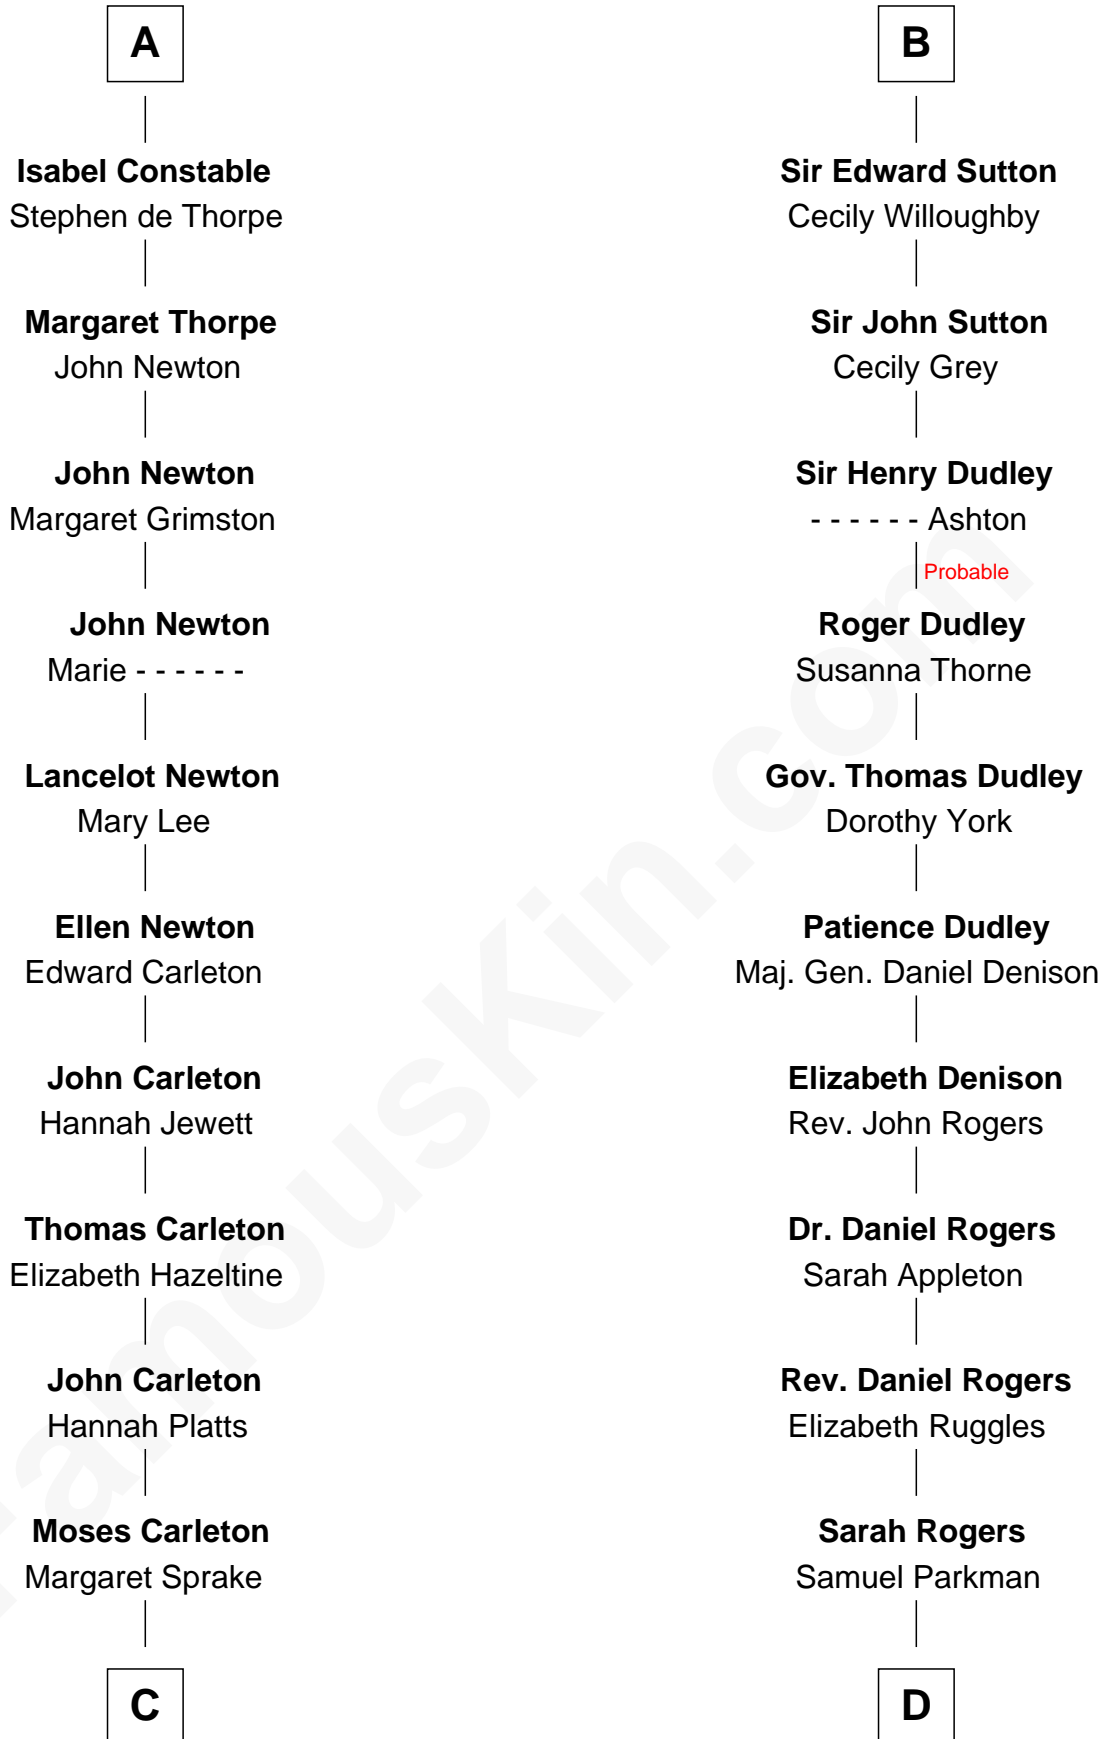 A
Isabel Constable
Stephen de Thorpe
Margaret Thorpe
John Newton
John Newton
Margaret Grimston
John Newton
Marie - - - - - -
Lancelot Newton
Mary Lee
Ellen Newton
Edward Carleton
John Carleton
Hannah Jewett
Thomas Carleton
Elizabeth Hazeltine
John Carleton
Hannah Platts
Moses Carleton
Margaret Sprake
C
B
Sir Edward Sutton
Cecily Willoughby
Sir John Sutton
Cecily Grey
Sir Henry Dudley
- - - - - - Ashton
Probable
Roger Dudley
Susanna Thorne
Gov. Thomas Dudley
Dorothy York
Patience Dudley
Maj. Gen. Daniel Denison
Elizabeth Denison
Rev. John Rogers
Dr. Daniel Rogers
Sarah Appleton
Rev. Daniel Rogers
Elizabeth Ruggles
Sarah Rogers
Samuel Parkman
D
FamousKin.com